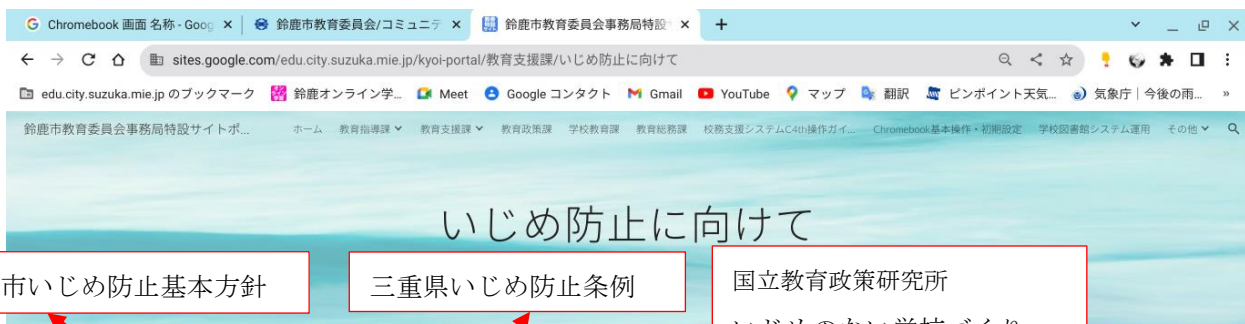 Chromebook 画面 名称 - Goog
鈴鹿市教育委員会/コミュニテ
鈴鹿市教育委員会事務局特設
sites.google.com/edu.city.suzuka.mie.jp/kyoi-portal/教育支援課/いじめ防止に向けて
edu.city.suzuka.mie.jp のブックマーク 鈴鹿オンライン学... Meet Google コンタクト Gmail YouTube マップ 翻訳 ピンポイント天気... 気象庁｜今後の雨... »
鈴鹿市教育委員会事務局特設サイトポ... ホーム 教育指導課 教育支援課 教育政策課 学校教育課 教育総務課 校務支援システムC4th操作ガイ... Chromebook基本操作・初期設定 学校図書館システム運用 その他
いじめ防止に向けて
市いじめ防止基本方針
三重県いじめ防止条例
国立教育政策研究所
いじめのない学校づくり